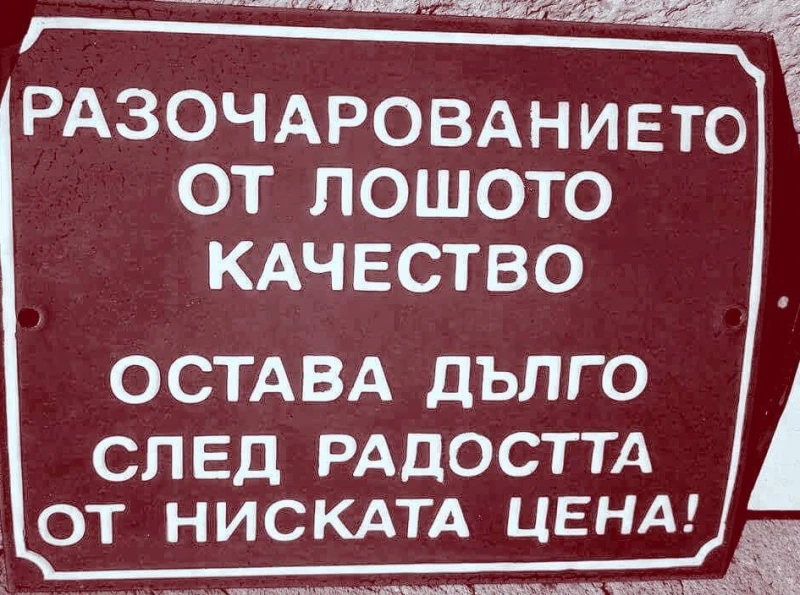 РАЗОЧАРОВАНИЕТО
ОТ ЛОШОТО
КАЧЕСТВО
ОСТАВА ДЪЛГО
СЛЕД РАДОСТТА
ОТ НИСКАТА ЦЕНА!